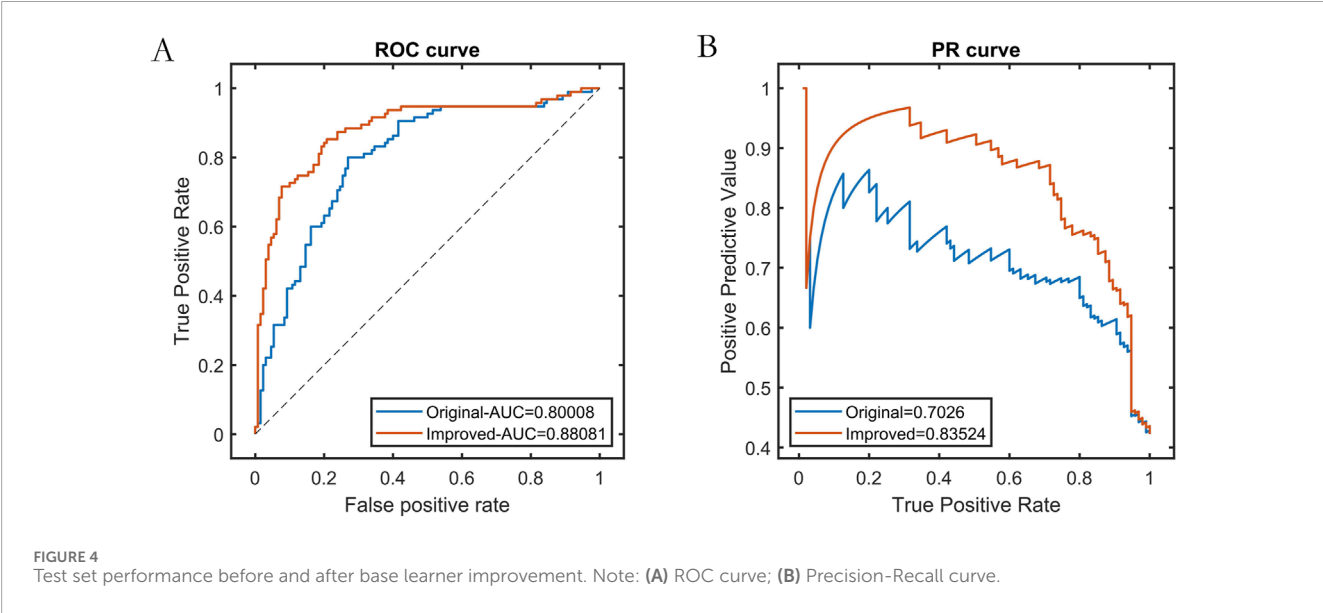 A
ROC curve
True Positive Rate
1
0.8
0.6
0.4
0.2
0
Original-AUC=0.80008
Improved-AUC=0.88081
0
0.2
0.4
0.6
0.8
1
False positive rate
B
PR curve
Positive Predictive Value
1
0.9
0.8
0.7
0.6
0.5
0.4
Original=0.7026
Improved=0.83524
0
0.2
0.4
0.6
0.8
1
True Positive Rate
FIGURE 4
Test set performance before and after base learner improvement. Note: (A) ROC curve; (B) Precision-Recall curve.